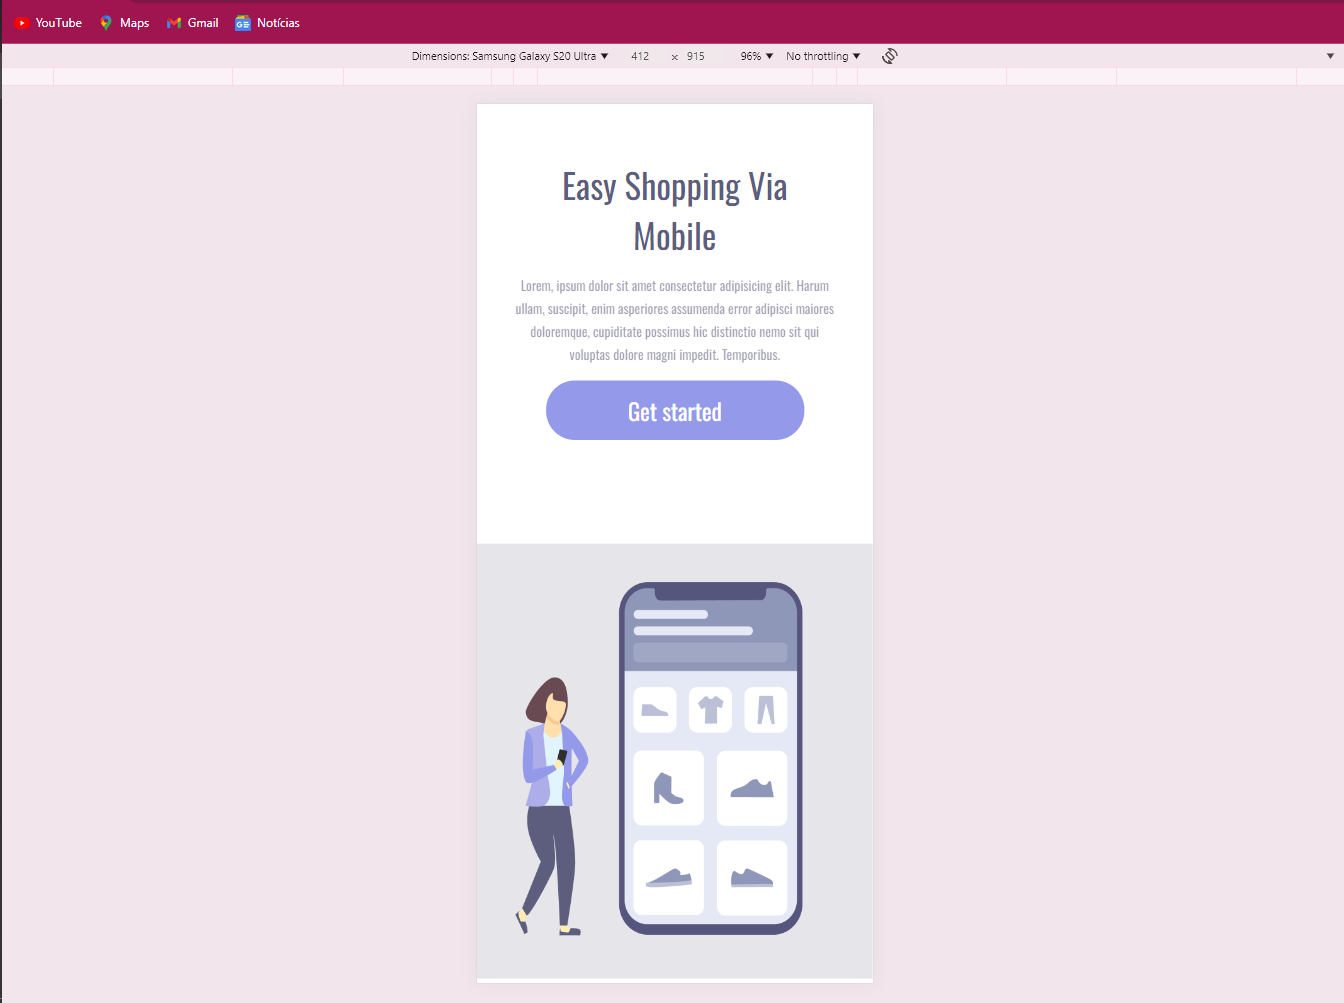 YouTube Maps Gmail Notícias
Dimensions: Samsung Galaxy S20 Ultra ▼ 412 × 915 96% ▼ No throttling ▼
Easy Shopping Via
Mobile
Lorem, ipsum dolor sit amet consectetur adipisicing elit. Harum
ullam, suscipit, enim asperiores assumenda error adipisci maiores
doloremque, cupiditate possimus hic distinctio nemo sit qui
voluptas dolore magni impedit. Temporibus.
Get started